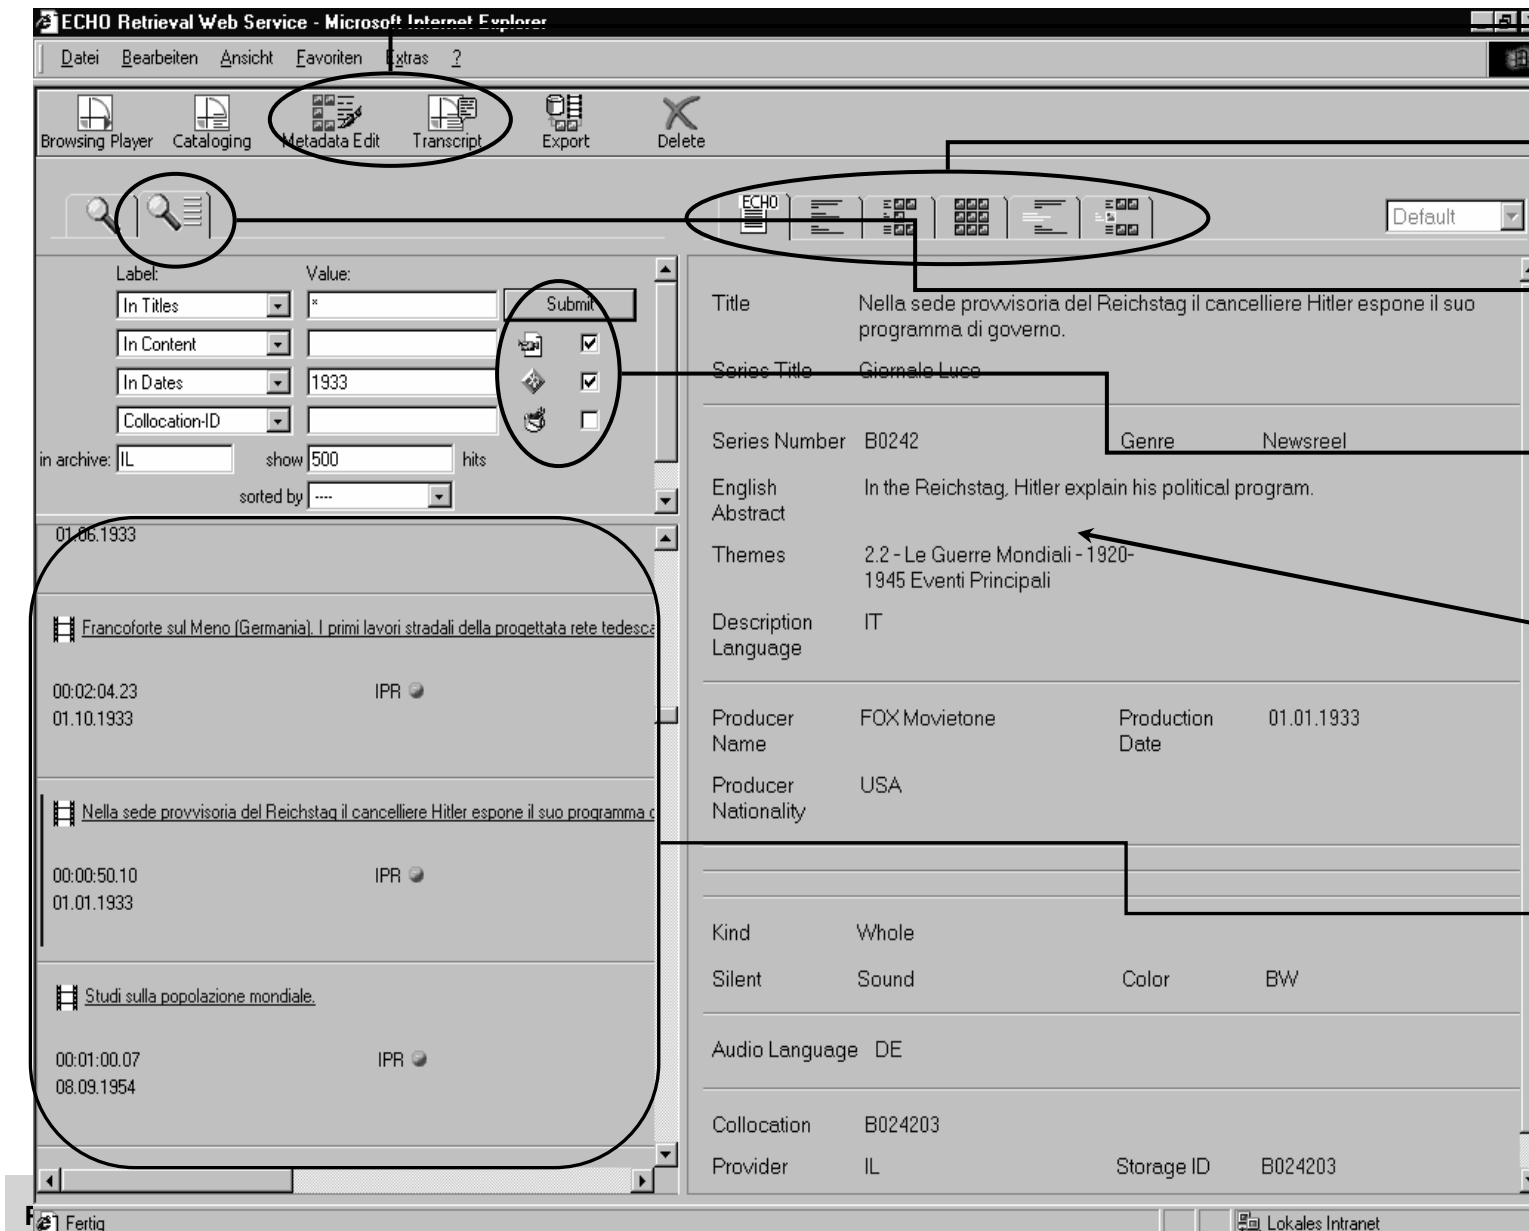 ECHO Retrieval Web Service - Microsoft Internet Explorer
Datei Bearbeiten Ansicht Favoriten Extras ?
Browsing Player Cataloging Metadata Edit Transcript Export Delete
ECHO
Default
Label: Value:
In Titles * Submit
In Content
In Dates 1933
Collocation-ID
in archive: IL show 500 hits
sorted by ----
01.06.1933
Francoforte sul Meno (Germania). I primi lavori stradali della progettata rete tedesca
00:02:04.23 IPR
01.10.1933
Nella sede provvisoria del Reichstag il cancelliere Hitler espone il suo programma
00:00:50.10 IPR
01.01.1933
Studi sulla popolazione mondiale.
00:01:00.07 IPR
08.09.1954
Title Nella sede provvisoria del Reichstag il cancelliere Hitler espone il suo
programma di governo.
Series Title Giornale Luce
Series Number B0242 Genre Newsreel
English In the Reichstag, Hitler explain his political program.
Abstract
Themes 2.2 - Le Guerre Mondiali - 1920-
1945 Eventi Principali
Description IT
Language
Producer FOX Movietone Production 01.01.1933
Name Date
Producer USA
Nationality
Kind Whole
Silent Sound Color BW
Audio Language DE
Collocation B024203
Provider IL Storage ID B024203
Fertig Lokales Intranet